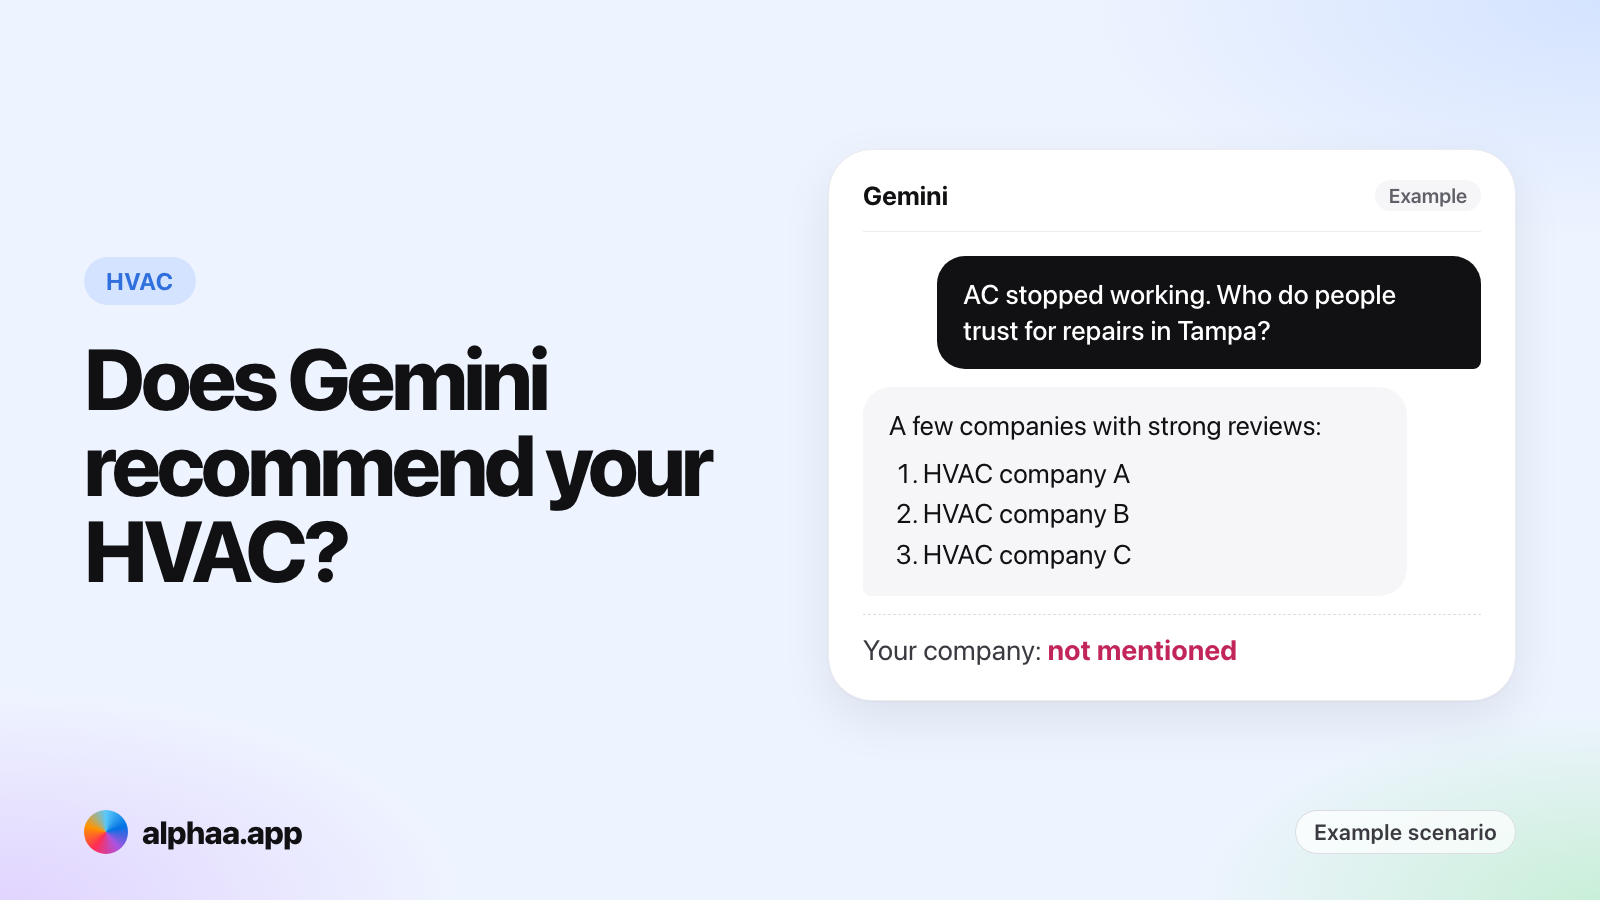 HVAC
Does Gemini
recommend your
HVAC?
Gemini
Example
AC stopped working. Who do people
trust for repairs in Tampa?
A few companies with strong reviews:
1. HVAC company A
2. HVAC company B
3. HVAC company C
Your company: not mentioned
alphaa.app
Example scenario